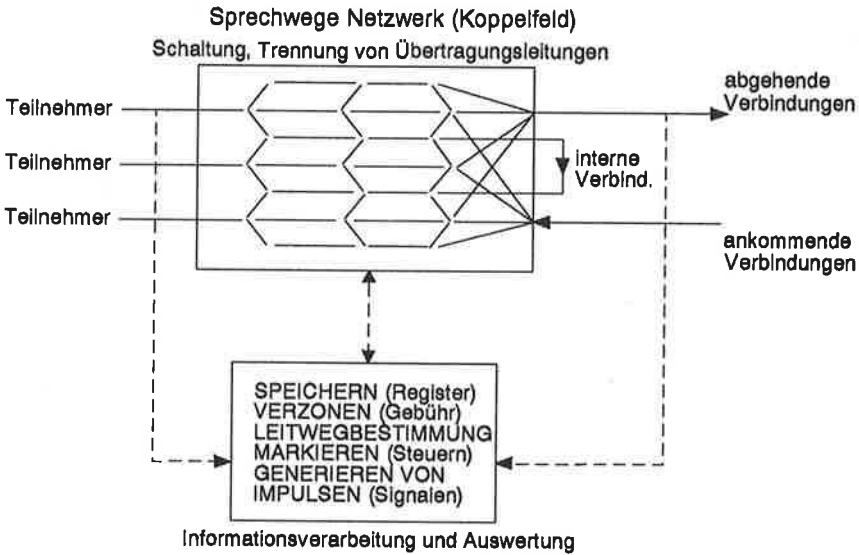 Sprechwege Netzwerk (Koppelfeld)
Schaltung, Trennung von Übertragungsleitungen
Teilnehmer
Teilnehmer
Teilnehmer
abgehende
Verbindungen
interne
Verbind.
ankommende
Verbindungen
SPEICHERN (Register)
VERZONEN (Gebühr)
LEITWEGBESTIMMUNG
MARKIEREN (Steuern)
GENERIEREN VON
IMPULSEN (Signalen)
Informationsverarbeitung und Auswertung